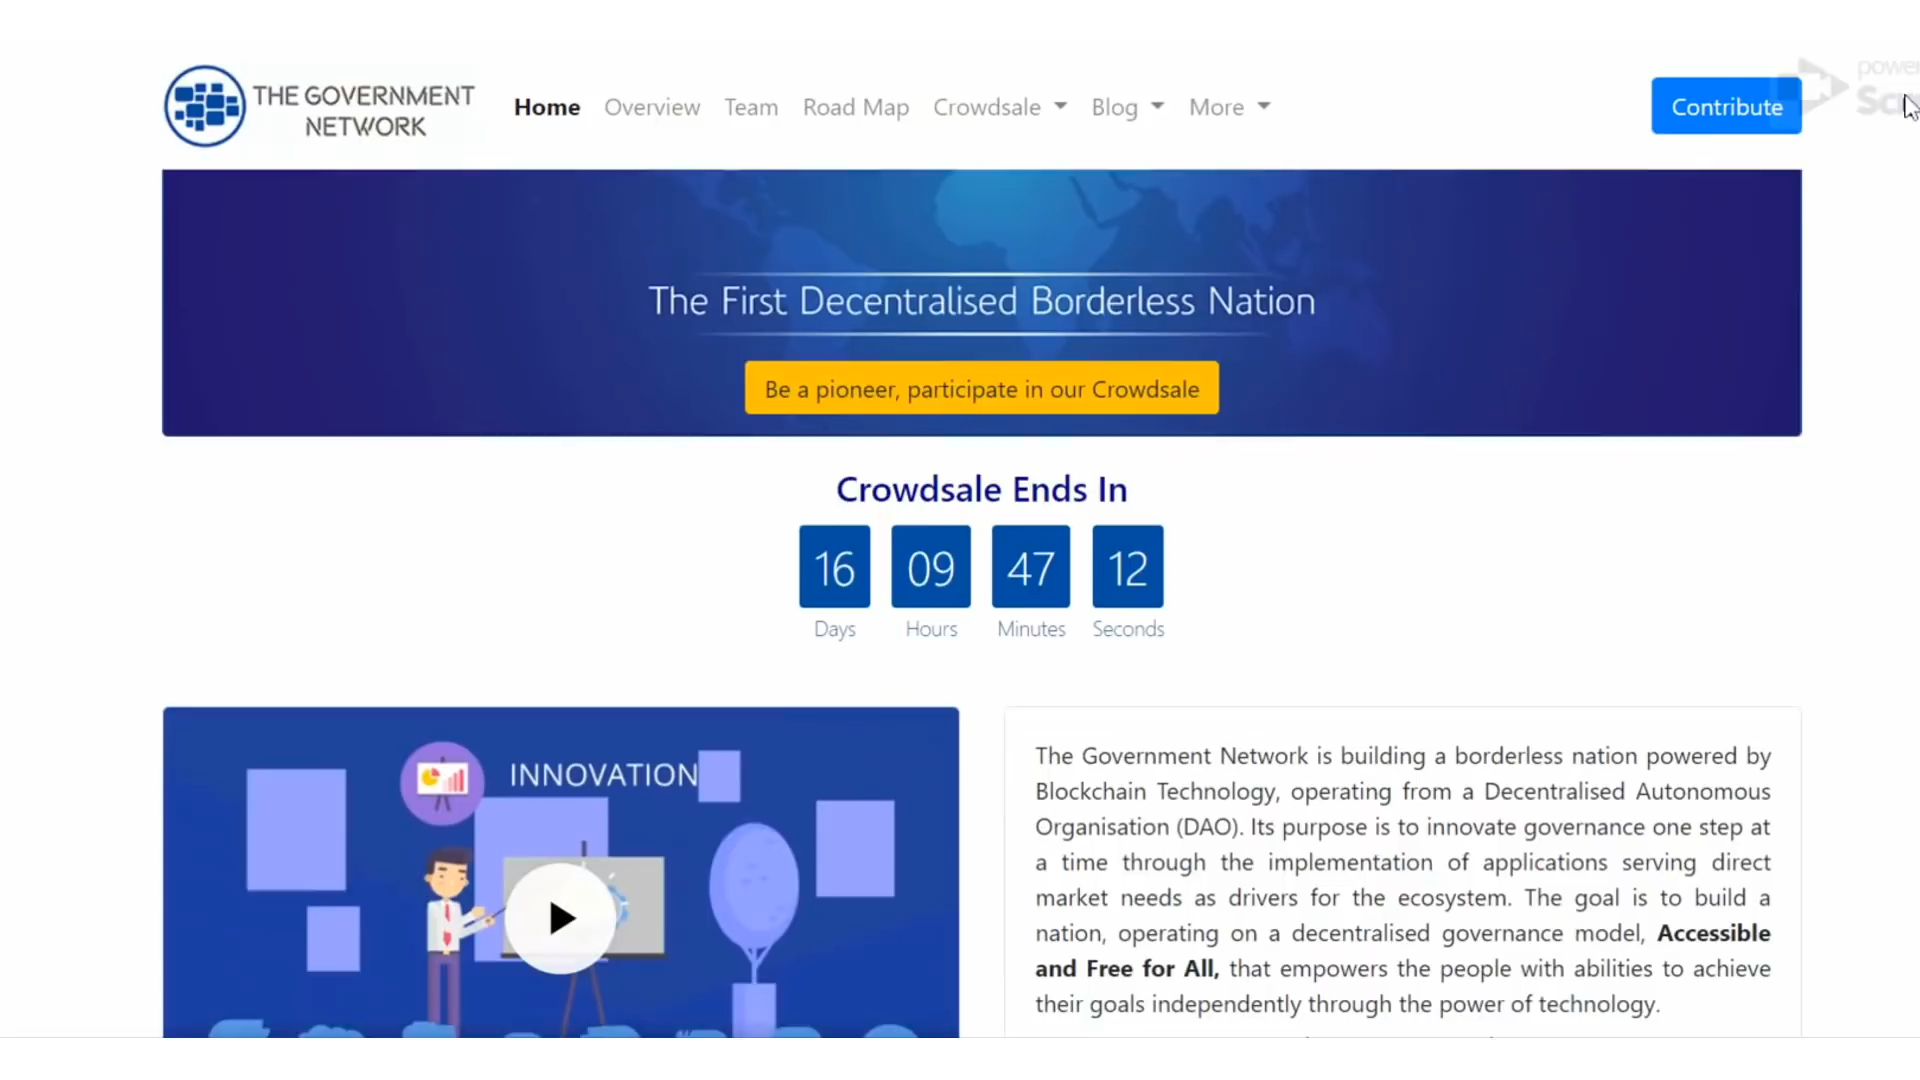 THE GOVERNMENT
NETWORK
Home Overview Team Road Map Crowdsale Blog More
Contribute
The First Decentralised Borderless Nation
Be a pioneer, participate in our Crowdsale
Crowdsale Ends In
16 09 47 12
Days Hours Minutes Seconds
INNOVATION
The Government Network is building a borderless nation powered by
Blockchain Technology, operating from a Decentralised Autonomous
Organisation (DAO). Its purpose is to innovate governance one step at
a time through the implementation of applications serving direct
market needs as drivers for the ecosystem. The goal is to build a
nation, operating on a decentralised governance model, Accessible
and Free for All, that empowers the people with abilities to achieve
their goals independently through the power of technology.